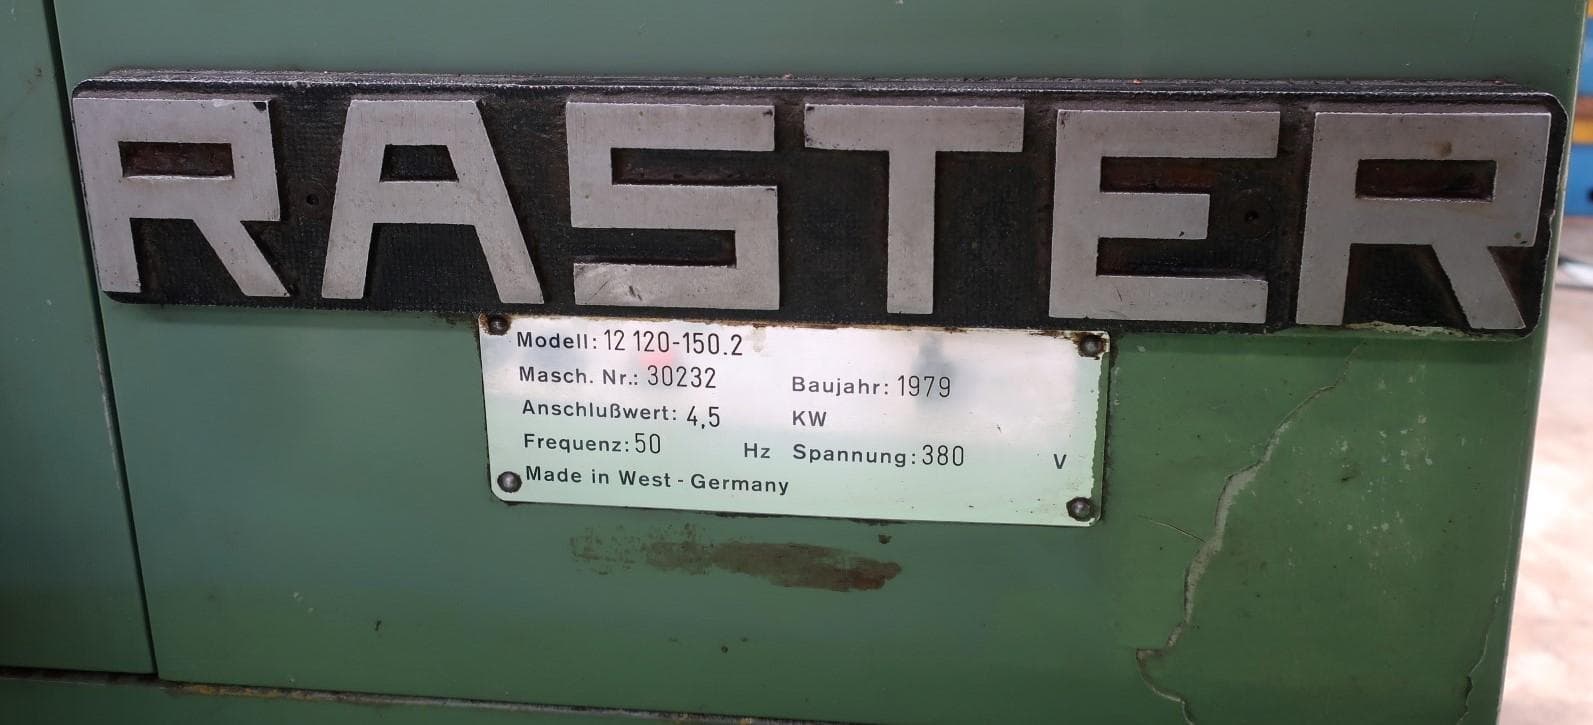 RASTER
Modell: 12 120-150.2
Masch. Nr.: 30232 Baujahr: 1979
Anschlußwert: 4,5 KW
Frequenz: 50 Hz Spannung: 380 V
Made in West - Germany